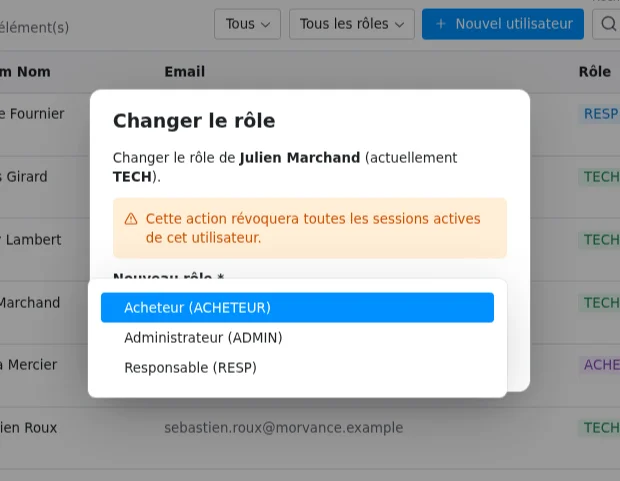 élément(s)
Tous
Tous les rôles
+ Nouvel utilisateur
m Nom
Email
Rôle
e Fournier
RESP
s Girard
TECH
r Lambert
TECH
Marchand
TECH
a Mercier
ACHE
ien Roux
sebastien.roux@morvance.example
TECH
Changer le rôle
Changer le rôle de Julien Marchand (actuellement
TECH).
Cette action révoquera toutes les sessions actives
de cet utilisateur.
Nouveau rôle *
Acheteur (ACHETEUR)
Administrateur (ADMIN)
Responsable (RESP)